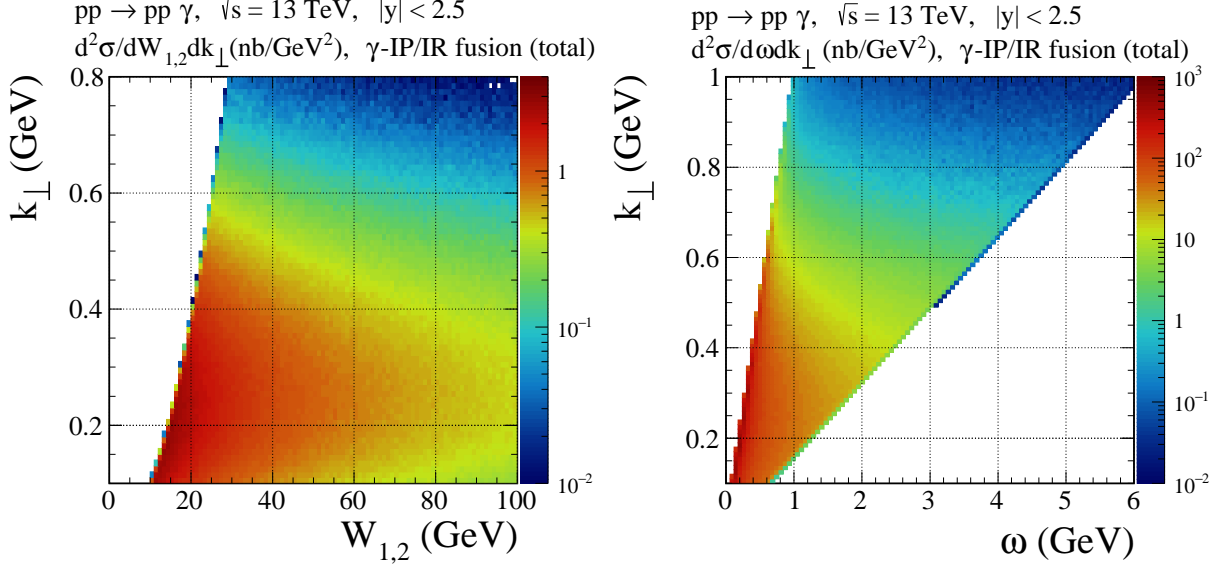 pp → pp γ, √s = 13 TeV, |y| < 2.5
d²σ/dW₁,₂dk⊥(nb/GeV²), γ-IP/IR fusion (total)
k⊥ (GeV)
0.8
0.6
0.4
0.2
0 20 40 60 80 100
W₁,₂ (GeV)
1
10⁻¹
10⁻²
pp → pp γ, √s = 13 TeV, |y| < 2.5
d²σ/dωdk⊥(nb/GeV²), γ-IP/IR fusion (total)
k⊥ (GeV)
1
0.8
0.6
0.4
0.2
0 1 2 3 4 5 6
ω (GeV)
10³
10²
10
1
10⁻¹
10⁻²